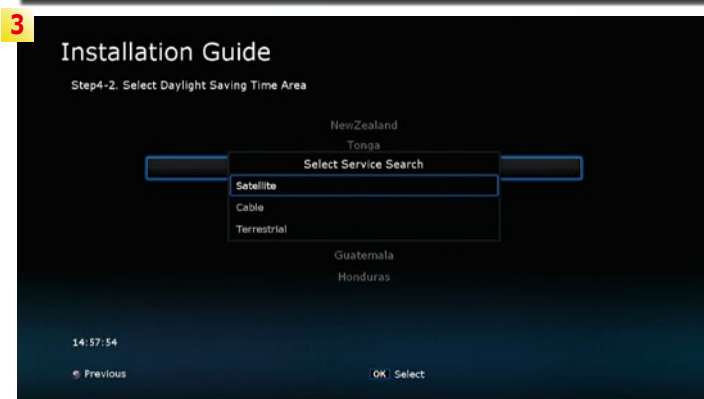 3
Installation Guide
Step4-2. Select Daylight Saving Time Area
NewZealand
Tonga
Select Service Search
Satellite
Cable
Terrestrial
Guatemala
Honduras
14:57:54
Previous
OK Select